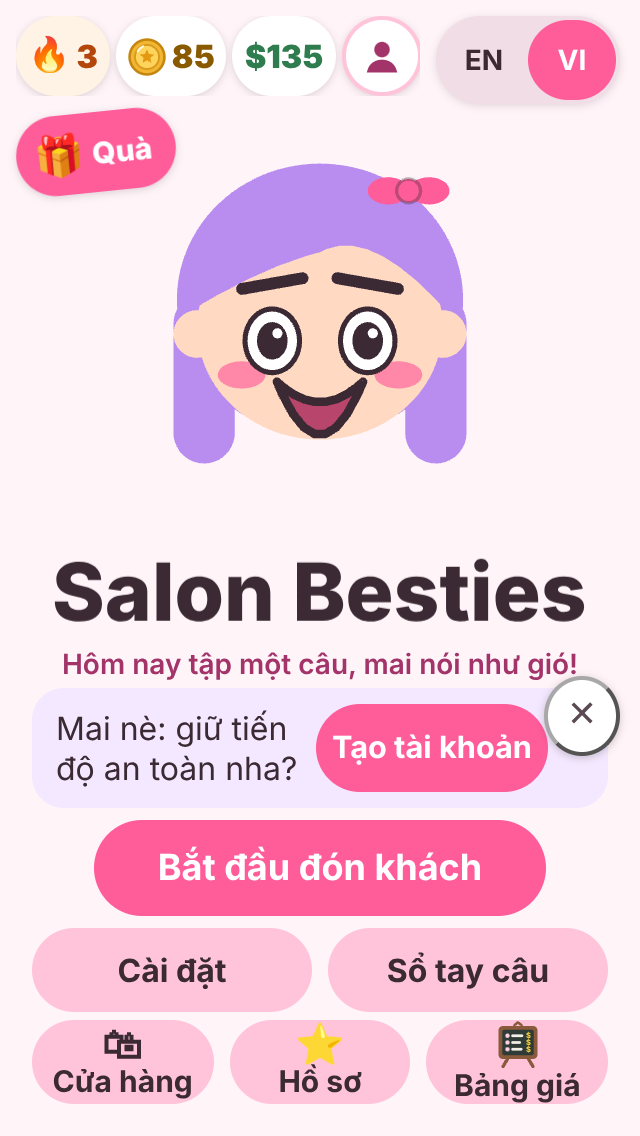 3
85
$135
EN
VI
Quà
Salon Besties
Hôm nay tập một câu, mai nói như gió!
Mai nè: giữ tiến
độ an toàn nha?
Tạo tài khoản
Bắt đầu đón khách
Cài đặt
Sổ tay câu
Cửa hàng
Hồ sơ
Bảng giá